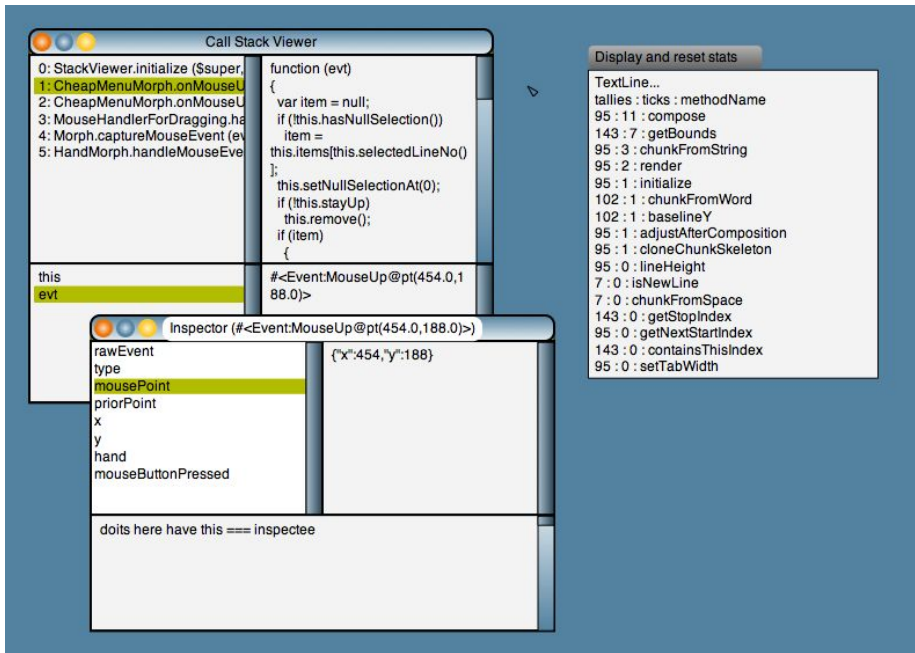 Call Stack Viewer
0: StackViewer.initialize ($super,
1: CheapMenuMorph.onMouseU
2: CheapMenuMorph.onMouseU
3: MouseHandlerForDragging.ha
4: Morph.captureMouseEvent (ev
5: HandMorph.handleMouseEve
function (evt)
{
var item = null;
if (!this.hasNullSelection())
item =
this.items[this.selectedLineNo()
];
this.setNullSelectionAt(0);
if (!this.stayUp)
this.remove();
if (item)
{
this
evt
#<Event:MouseUp@pt(454.0,1
88.0)>
Inspector (#<Event:MouseUp@pt(454.0,188.0)>)
rawEvent
type
mousePoint
priorPoint
x
y
hand
mouseButtonPressed
{"x":454,"y":188}
doits here have this === inspectee
Display and reset stats
TextLine...
tallies : ticks : methodName
95 : 11 : compose
143 : 7 : getBounds
95 : 3 : chunkFromString
95 : 2 : render
95 : 1 : initialize
102 : 1 : chunkFromWord
102 : 1 : baselineY
95 : 1 : adjustAfterComposition
95 : 1 : cloneChunkSkeleton
95 : 0 : lineHeight
7 : 0 : isNewLine
7 : 0 : chunkFromSpace
143 : 0 : getStopIndex
95 : 0 : getNextStartIndex
143 : 0 : containsThisIndex
95 : 0 : setTabWidth